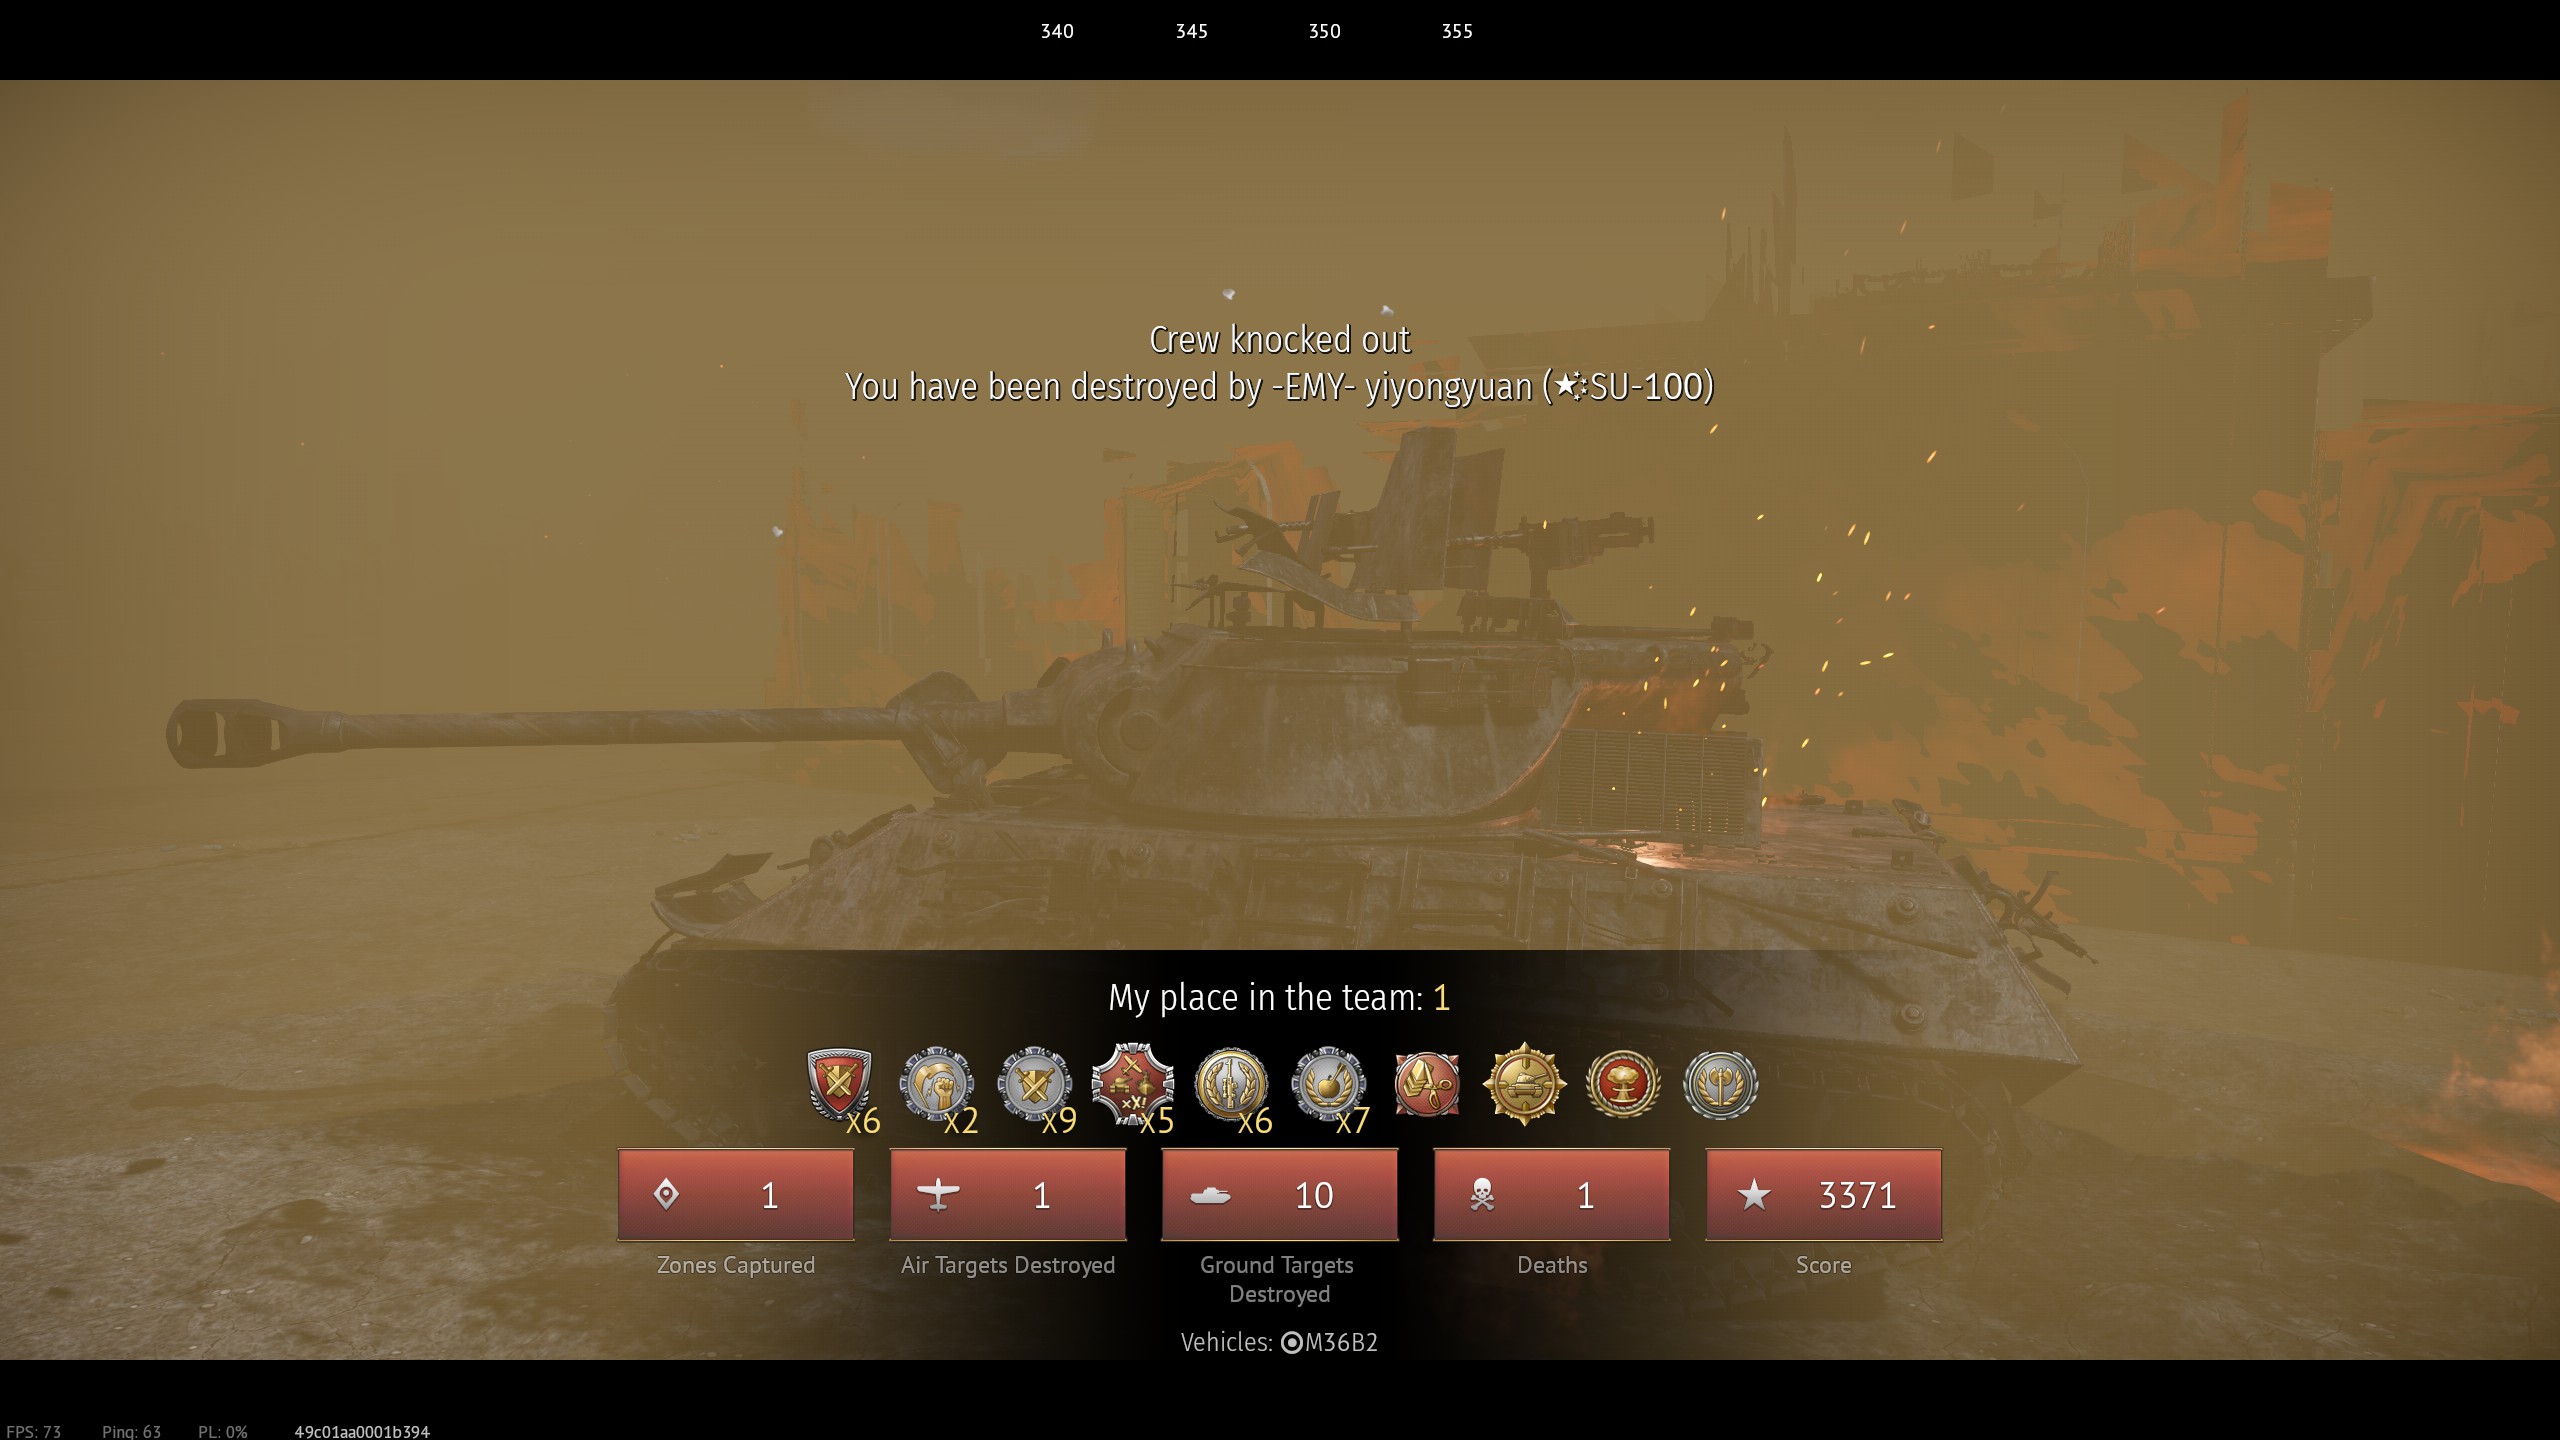 340 345 350 355
Crew knocked out
You have been destroyed by -EMY- yiyongyuan (SU-100)
My place in the team: 1
x6 x2 x9 x5 x6 x7
xX!
1 1 10 1 3371
Zones Captured Air Targets Destroyed Ground Targets Destroyed Deaths Score
Vehicles: M36B2
FPS: 73 Ping: 63 PL: 0% 49c01aa0001b394